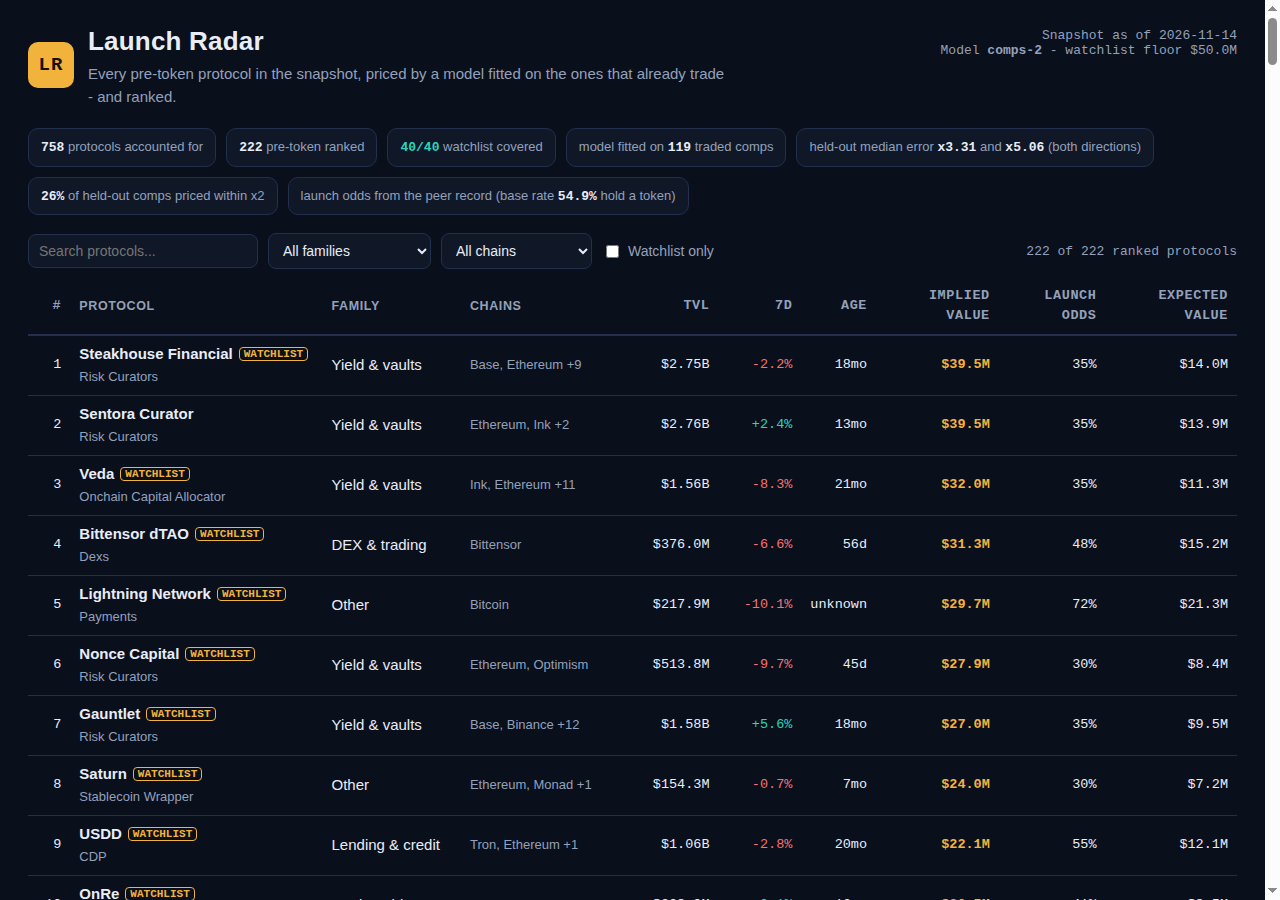 LR
Launch Radar
Every pre-token protocol in the snapshot, priced by a model fitted on the ones that already trade
- and ranked.
Snapshot as of 2026-11-14
Model comps-2 - watchlist floor $50.0M
758 protocols accounted for
222 pre-token ranked
40/40 watchlist covered
model fitted on 119 traded comps
held-out median error x3.31 and x5.06 (both directions)
26% of held-out comps priced within x2
launch odds from the peer record (base rate 54.9% hold a token)
Search protocols...
All families
All chains
Watchlist only
222 of 222 ranked protocols
# PROTOCOL FAMILY CHAINS TVL 7D AGE IMPLIED VALUE LAUNCH ODDS EXPECTED VALUE
1 Steakhouse Financial WATCHLIST Yield & vaults Base, Ethereum +9 $2.75B -2.2% 18mo $39.5M 35% $14.0M
Risk Curators
2 Sentora Curator Yield & vaults Ethereum, Ink +2 $2.76B +2.4% 13mo $39.5M 35% $13.9M
Risk Curators
3 Veda WATCHLIST Yield & vaults Ink, Ethereum +11 $1.56B -8.3% 21mo $32.0M 35% $11.3M
Onchain Capital Allocator
4 Bittensor dTAO WATCHLIST DEX & trading Bittensor $376.0M -6.6% 56d $31.3M 48% $15.2M
Dexs
5 Lightning Network WATCHLIST Other Bitcoin $217.9M -10.1% unknown $29.7M 72% $21.3M
Payments
6 Nonce Capital WATCHLIST Yield & vaults Ethereum, Optimism $513.8M -9.7% 45d $27.9M 30% $8.4M
Risk Curators
7 Gauntlet WATCHLIST Yield & vaults Base, Binance +12 $1.58B +5.6% 18mo $27.0M 35% $9.5M
Risk Curators
8 Saturn WATCHLIST Other Ethereum, Monad +1 $154.3M -0.7% 7mo $24.0M 30% $7.2M
Stablecoin Wrapper
9 USDD WATCHLIST Lending & credit Tron, Ethereum +1 $1.06B -2.8% 20mo $22.1M 55% $12.1M
CDP
OnRe WATCHLIST